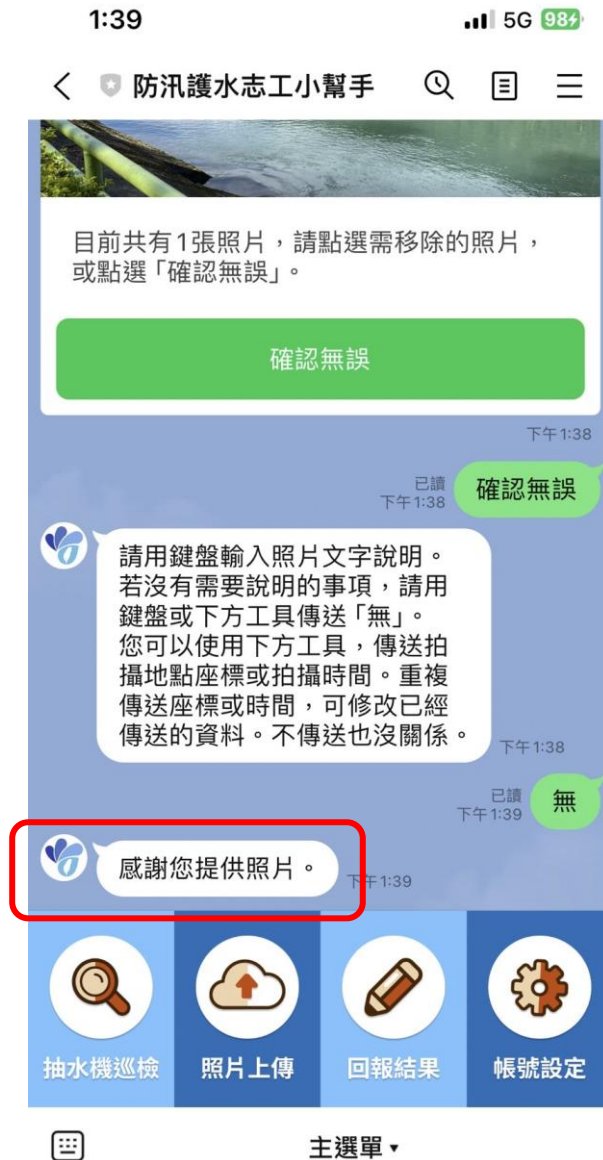 1:39
5G 98
防汛護水志工小幫手
目前共有1張照片，請點選需移除的照片，
或點選「確認無誤」。
確認無誤
下午1:38
已讀
下午1:38
確認無誤
請用鍵盤輸入照片文字說明。
若沒有需要說明的事項，請用
鍵盤或下方工具傳送「無」。
您可以使用下方工具，傳送拍
攝地點座標或拍攝時間。重複
傳送座標或時間，可修改已經
傳送的資料。不傳送也沒關係。
下午1:38
已讀
下午1:39
無
感謝您提供照片。
下午1:39
抽水機巡檢
照片上傳
回報結果
帳號設定
主選單▾